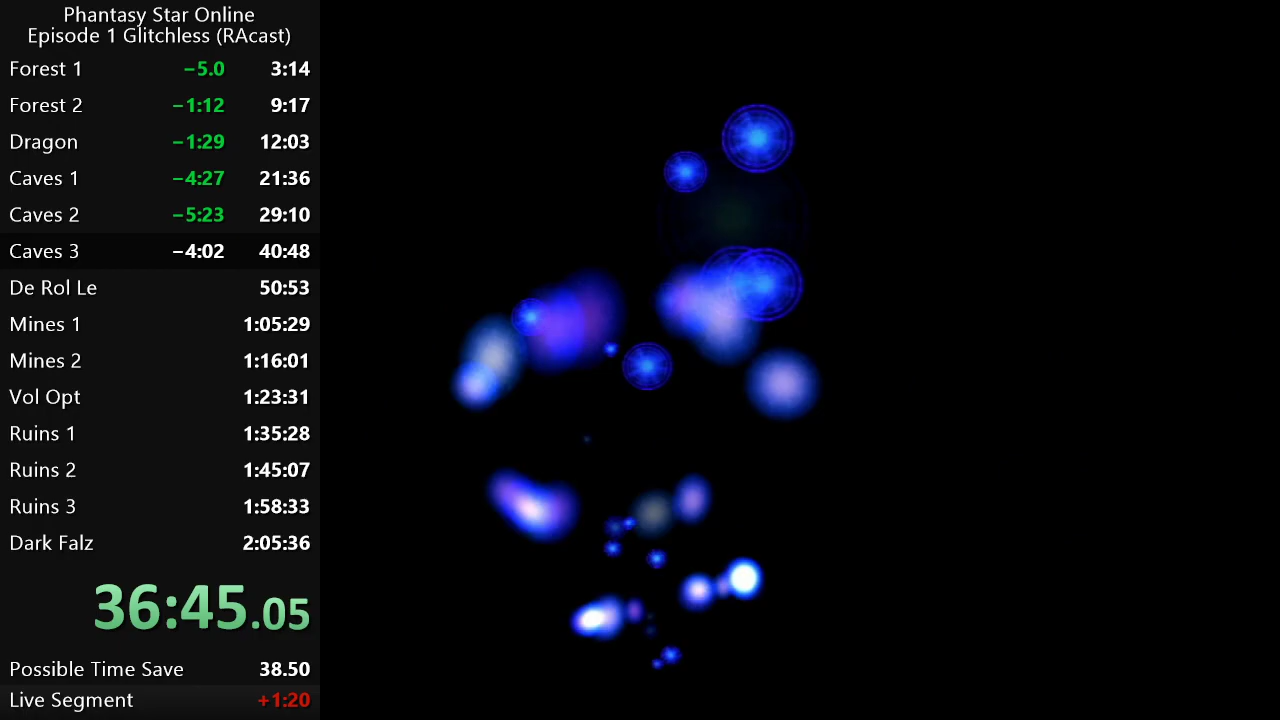 Phantasy Star Online
Episode 1 Glitchless (RAcast)
Forest 1 −5.0 3:14
Forest 2 −1:12 9:17
Dragon −1:29 12:03
Caves 1 −4:27 21:36
Caves 2 −5:23 29:10
Caves 3 −4:02 40:48
De Rol Le 50:53
Mines 1 1:05:29
Mines 2 1:16:01
Vol Opt 1:23:31
Ruins 1 1:35:28
Ruins 2 1:45:07
Ruins 3 1:58:33
Dark Falz 2:05:36
36:45.05
Possible Time Save 38.50
Live Segment +1:20